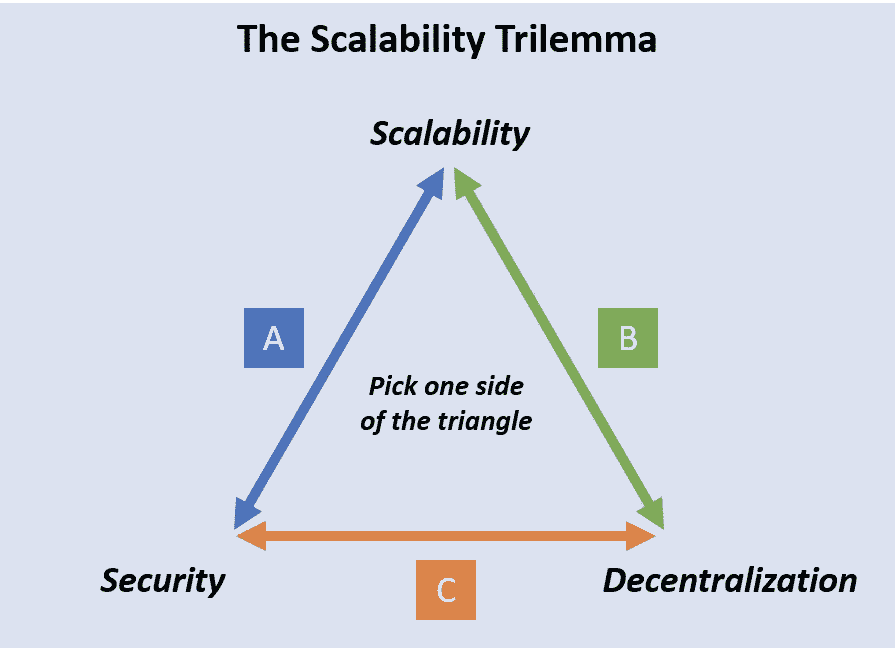 The Scalability Trilemma
Scalability
A
B
Pick one side
of the triangle
Security
C
Decentralization